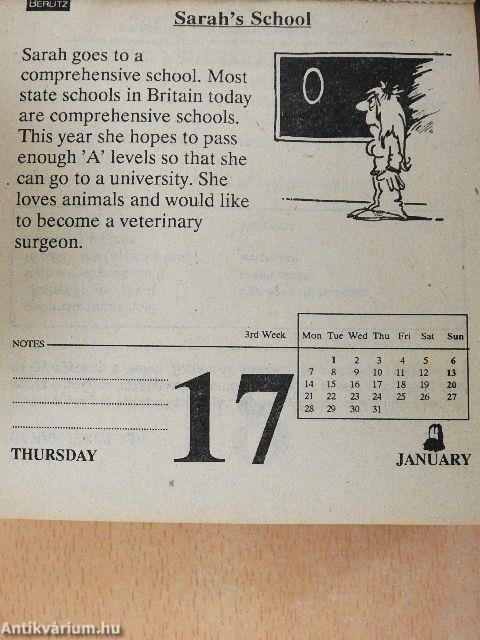 BERLITZ
Sarah's School
Sarah goes to a
comprehensive school. Most
state schools in Britain today
are comprehensive schools.
This year she hopes to pass
enough 'A' levels so that she
can go to a university. She
loves animals and would like
to become a veterinary
surgeon.
0
3rd Week
NOTES
Mon Tue Wed Thu Fri Sat Sun
1 2 3 4 5 6
7 8 9 10 11 12 13
14 15 16 17 18 19 20
21 22 23 24 25 26 27
28 29 30 31
17
THURSDAY
JANUARY
Antikvárium.hu